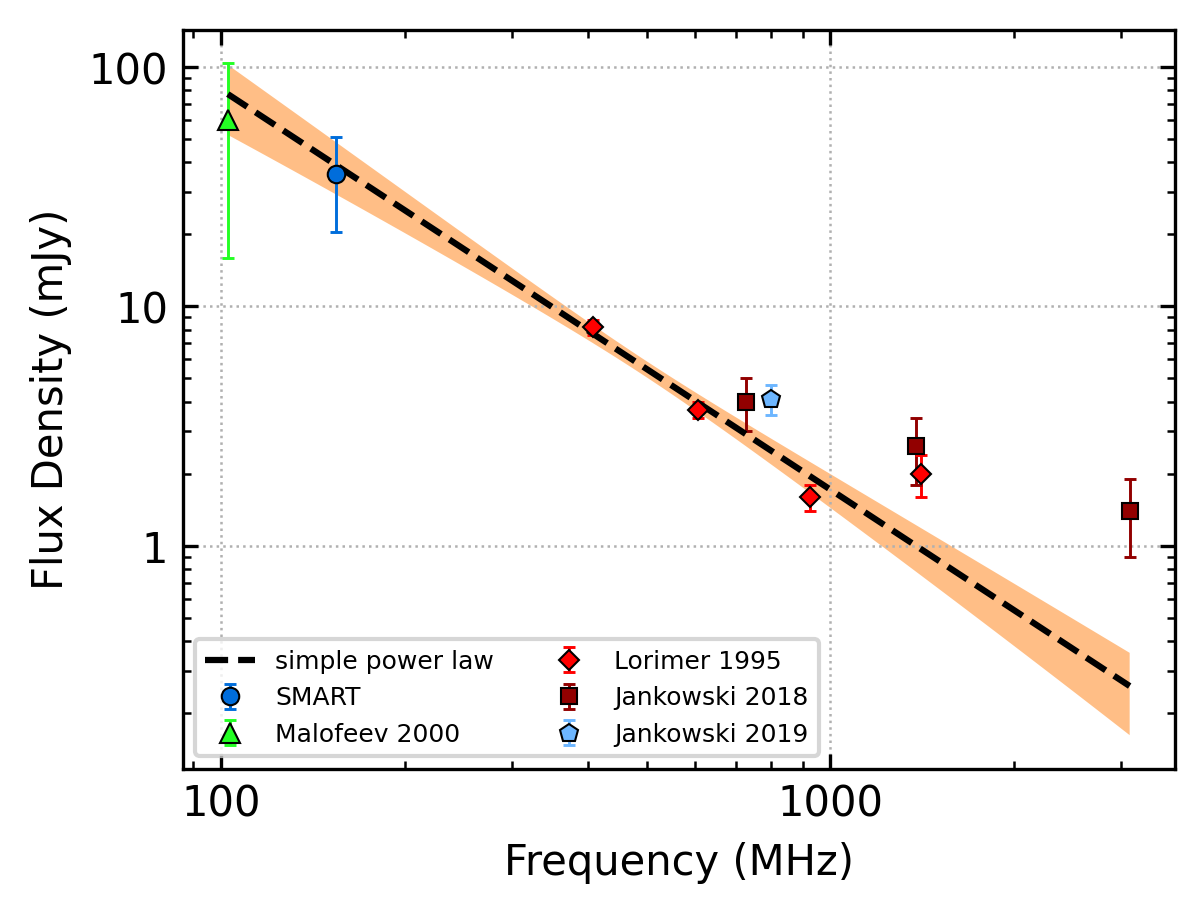 Flux Density (mJy)
100
10
1
simple power law
SMART
Malofeev 2000
Lorimer 1995
Jankowski 2018
Jankowski 2019
100
1000
Frequency (MHz)